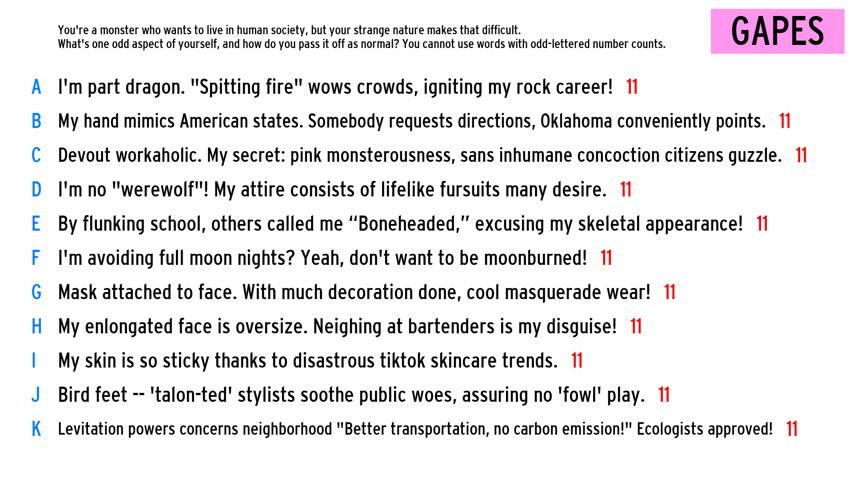 You're a monster who wants to live in human society, but your strange nature makes that difficult.
GAPES
What's one odd aspect of yourself, and how do you pass it off as normal? You cannot use words with odd-lettered number counts.
A I'm part dragon. "Spitting fire" wows crowds, igniting my rock career! 11
B My hand mimics American states. Somebody requests directions, Oklahoma conveniently points. 11
C Devout workaholic. My secret: pink monsterousness, sans inhumane concoction citizens guzzle. 11
D I'm no "werewolf"! My attire consists of lifelike fursuits many desire. 11
E By flunking school, others called me “Boneheaded,” excusing my skeletal appearance! 11
F I'm avoiding full moon nights? Yeah, don't want to be moonburned! 11
G Mask attached to face. With much decoration done, cool masquerade wear! 11
H My enlongated face is oversize. Neighing at bartenders is my disguise! 11
I My skin is so sticky thanks to disastrous tiktok skincare trends. 11
J Bird feet -- 'talon-ted' stylists soothe public woes, assuring no 'fowl' play. 11
K Levitation powers concerns neighborhood "Better transportation, no carbon emission!" Ecologists approved! 11